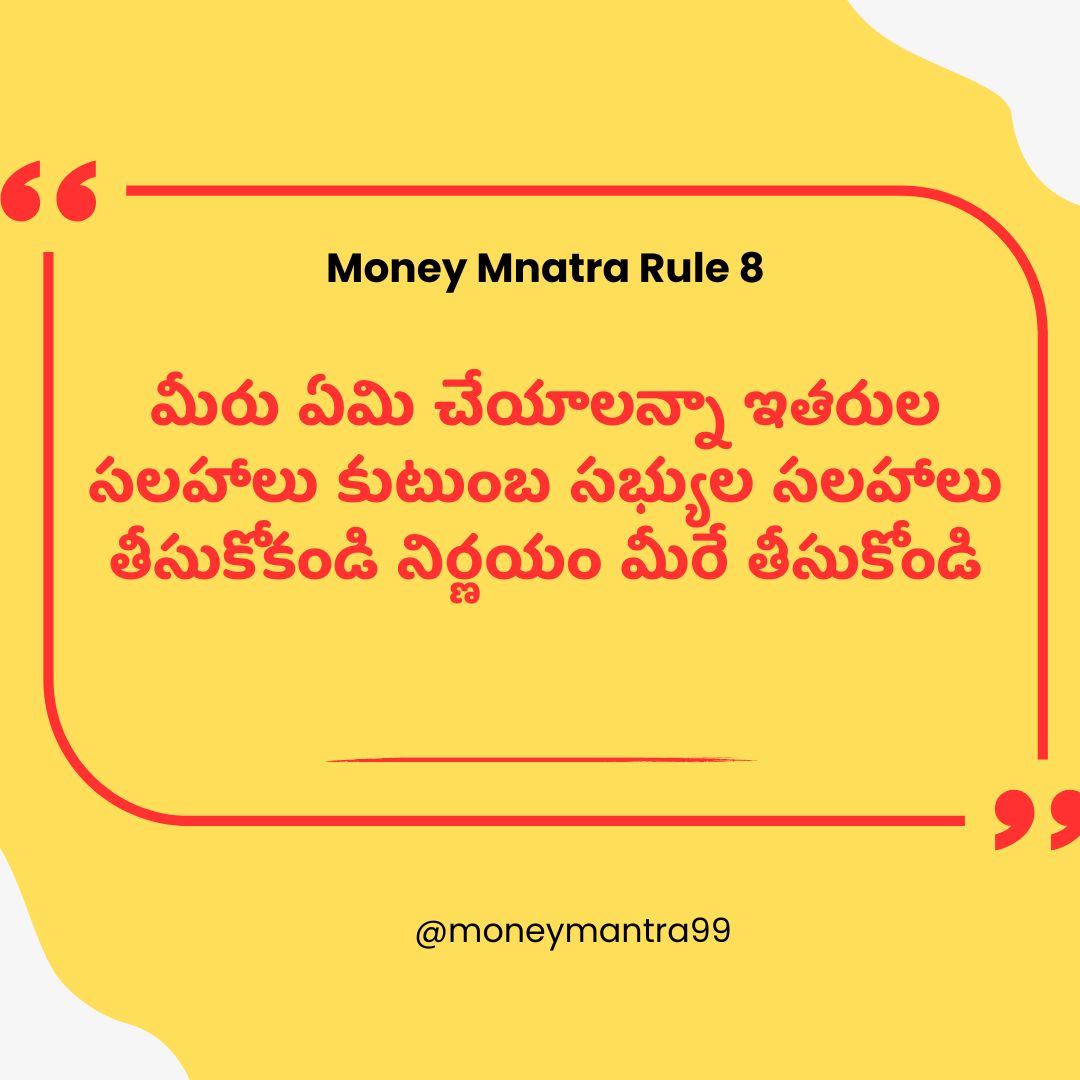 “
Money Mnatra Rule 8
మీరు ఏమి చేయాలన్నా ఇతరుల
సలహాలు కుటుంబ సభ్యుల సలహాలు
తీసుకోకండి నిర్ణయం మీరే తీసుకోండి
”
@moneymantra99